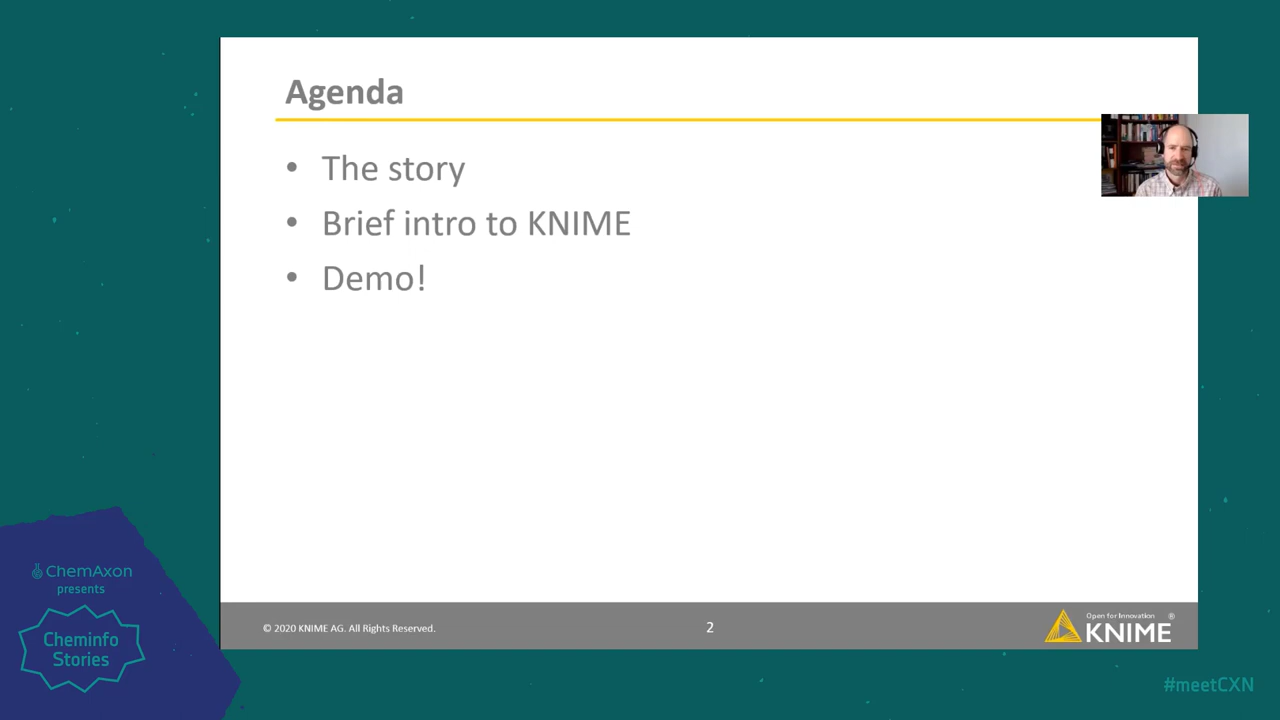 Agenda
• The story
• Brief intro to KNIME
• Demo!
ChemAxon
presents
Cheminfo
Stories
© 2020 KNIME AG. All Rights Reserved.
2
Open for Innovation ®
KNIME
#meetCXN